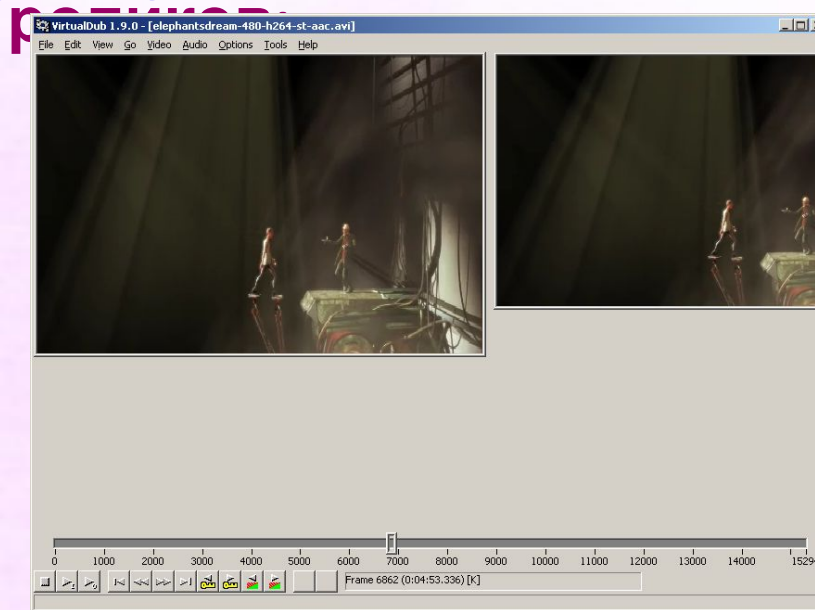 роликов:
VirtualDub 1.9.0 - [elephantsdream-480-h264-st-aac.avi]
File Edit View Go Video Audio Options Tools Help
0 1000 2000 3000 4000 5000 6000 7000 8000 9000 10000 11000 12000 13000 14000 15294
Frame 6862 (0:04:53.336) [K]